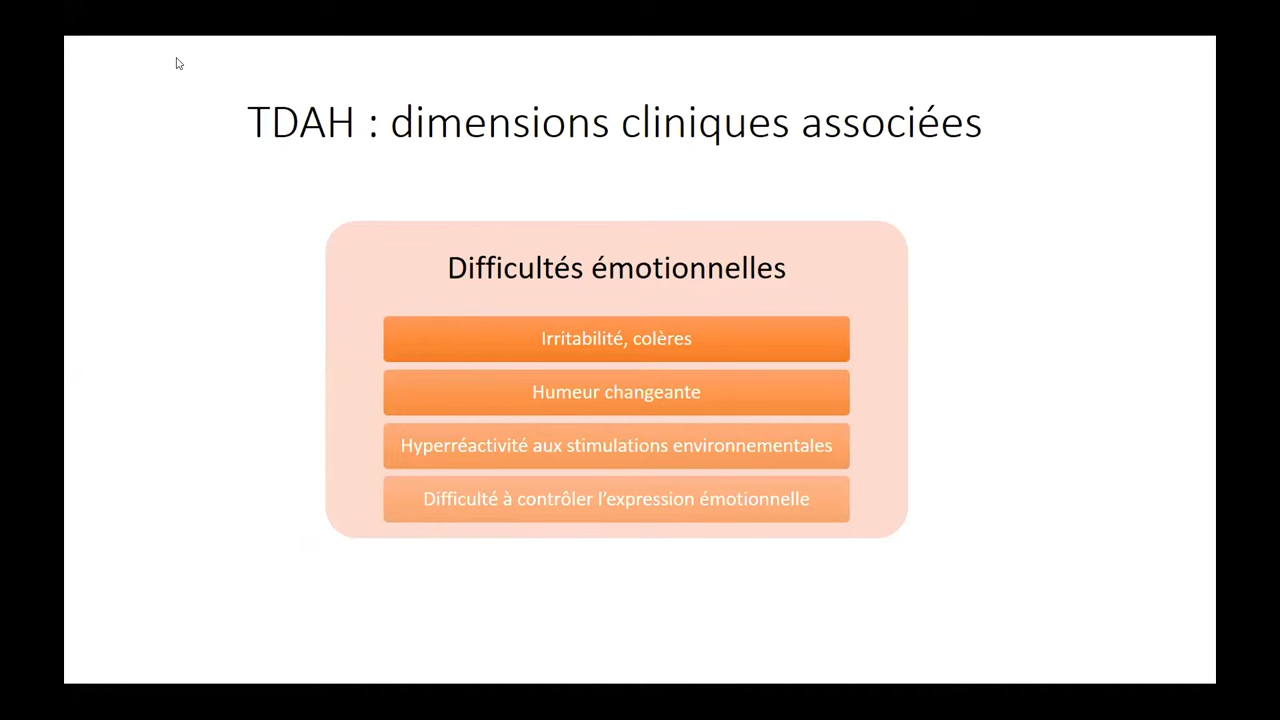 TDAH : dimensions cliniques associées
Difficultés émotionnelles
Irritabilité, colères
Humeur changeante
Hyperréactivité aux stimulations environnementales
Difficulté à contrôler l’expression émotionnelle